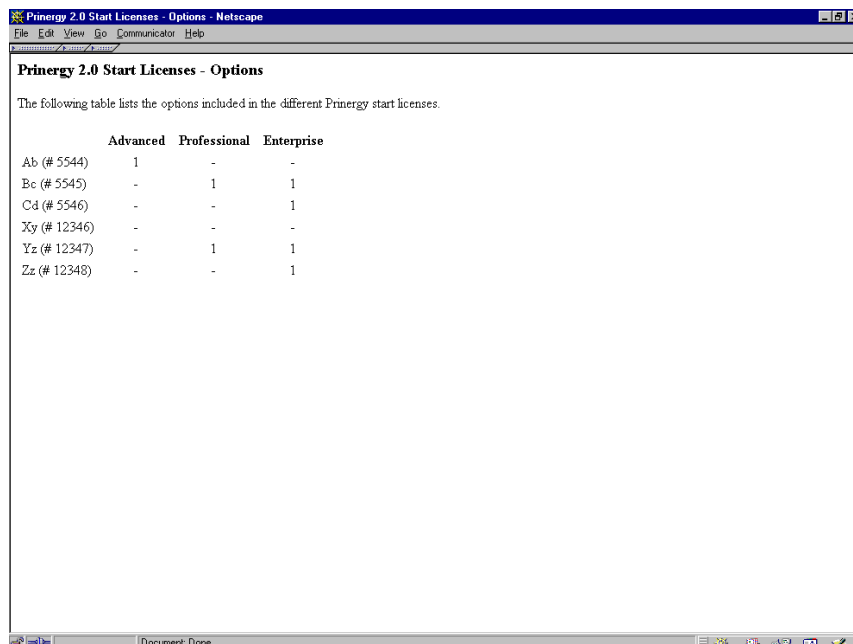 Prinergy 2.0 Start Licenses - Options - Netscape
File Edit View Go Communicator Help
Prinergy 2.0 Start Licenses - Options
The following table lists the options included in the different Prinergy start licenses.
Advanced Professional Enterprise
Ab (# 5544) 1 - -
Bc (# 5545) - 1 1
Cd (# 5546) - - 1
Xy (# 12346) - - -
Yz (# 12347) - 1 1
Zz (# 12348) - - 1
Document: Done